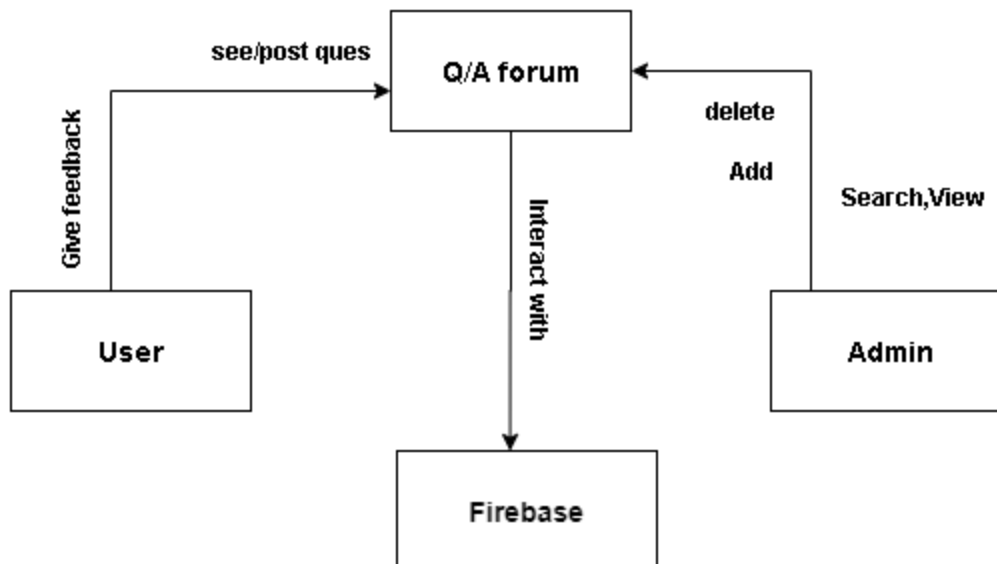 see/post ques
Q/A forum
Give feedback
delete
Add
Search,View
Interact with
User
Admin
Firebase